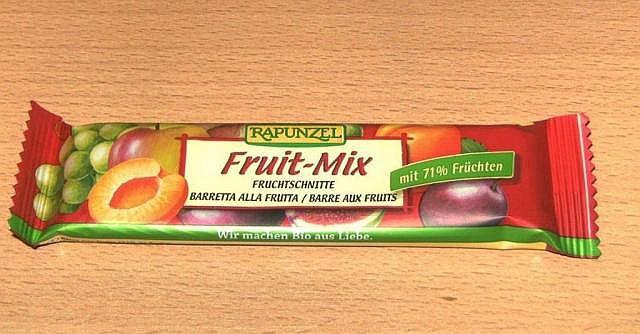 RAPUNZEL
Fruit-Mix
FRUCHTSCHNITTE
BARRETTA ALLA FRUTTA / BARRE AUX FRUITS
mit 71% Früchten
Wir machen Bio aus Liebe.